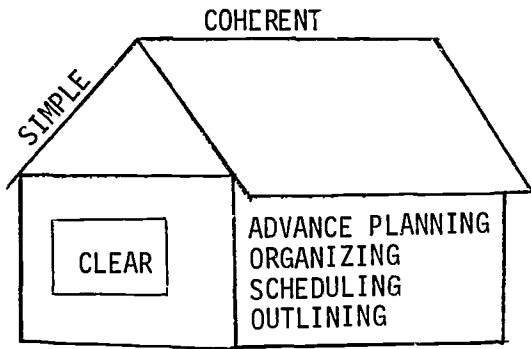 COHERENT
SIMPLE
CLEAR
ADVANCE PLANNING
ORGANIZING
SCHEDULING
OUTLINING